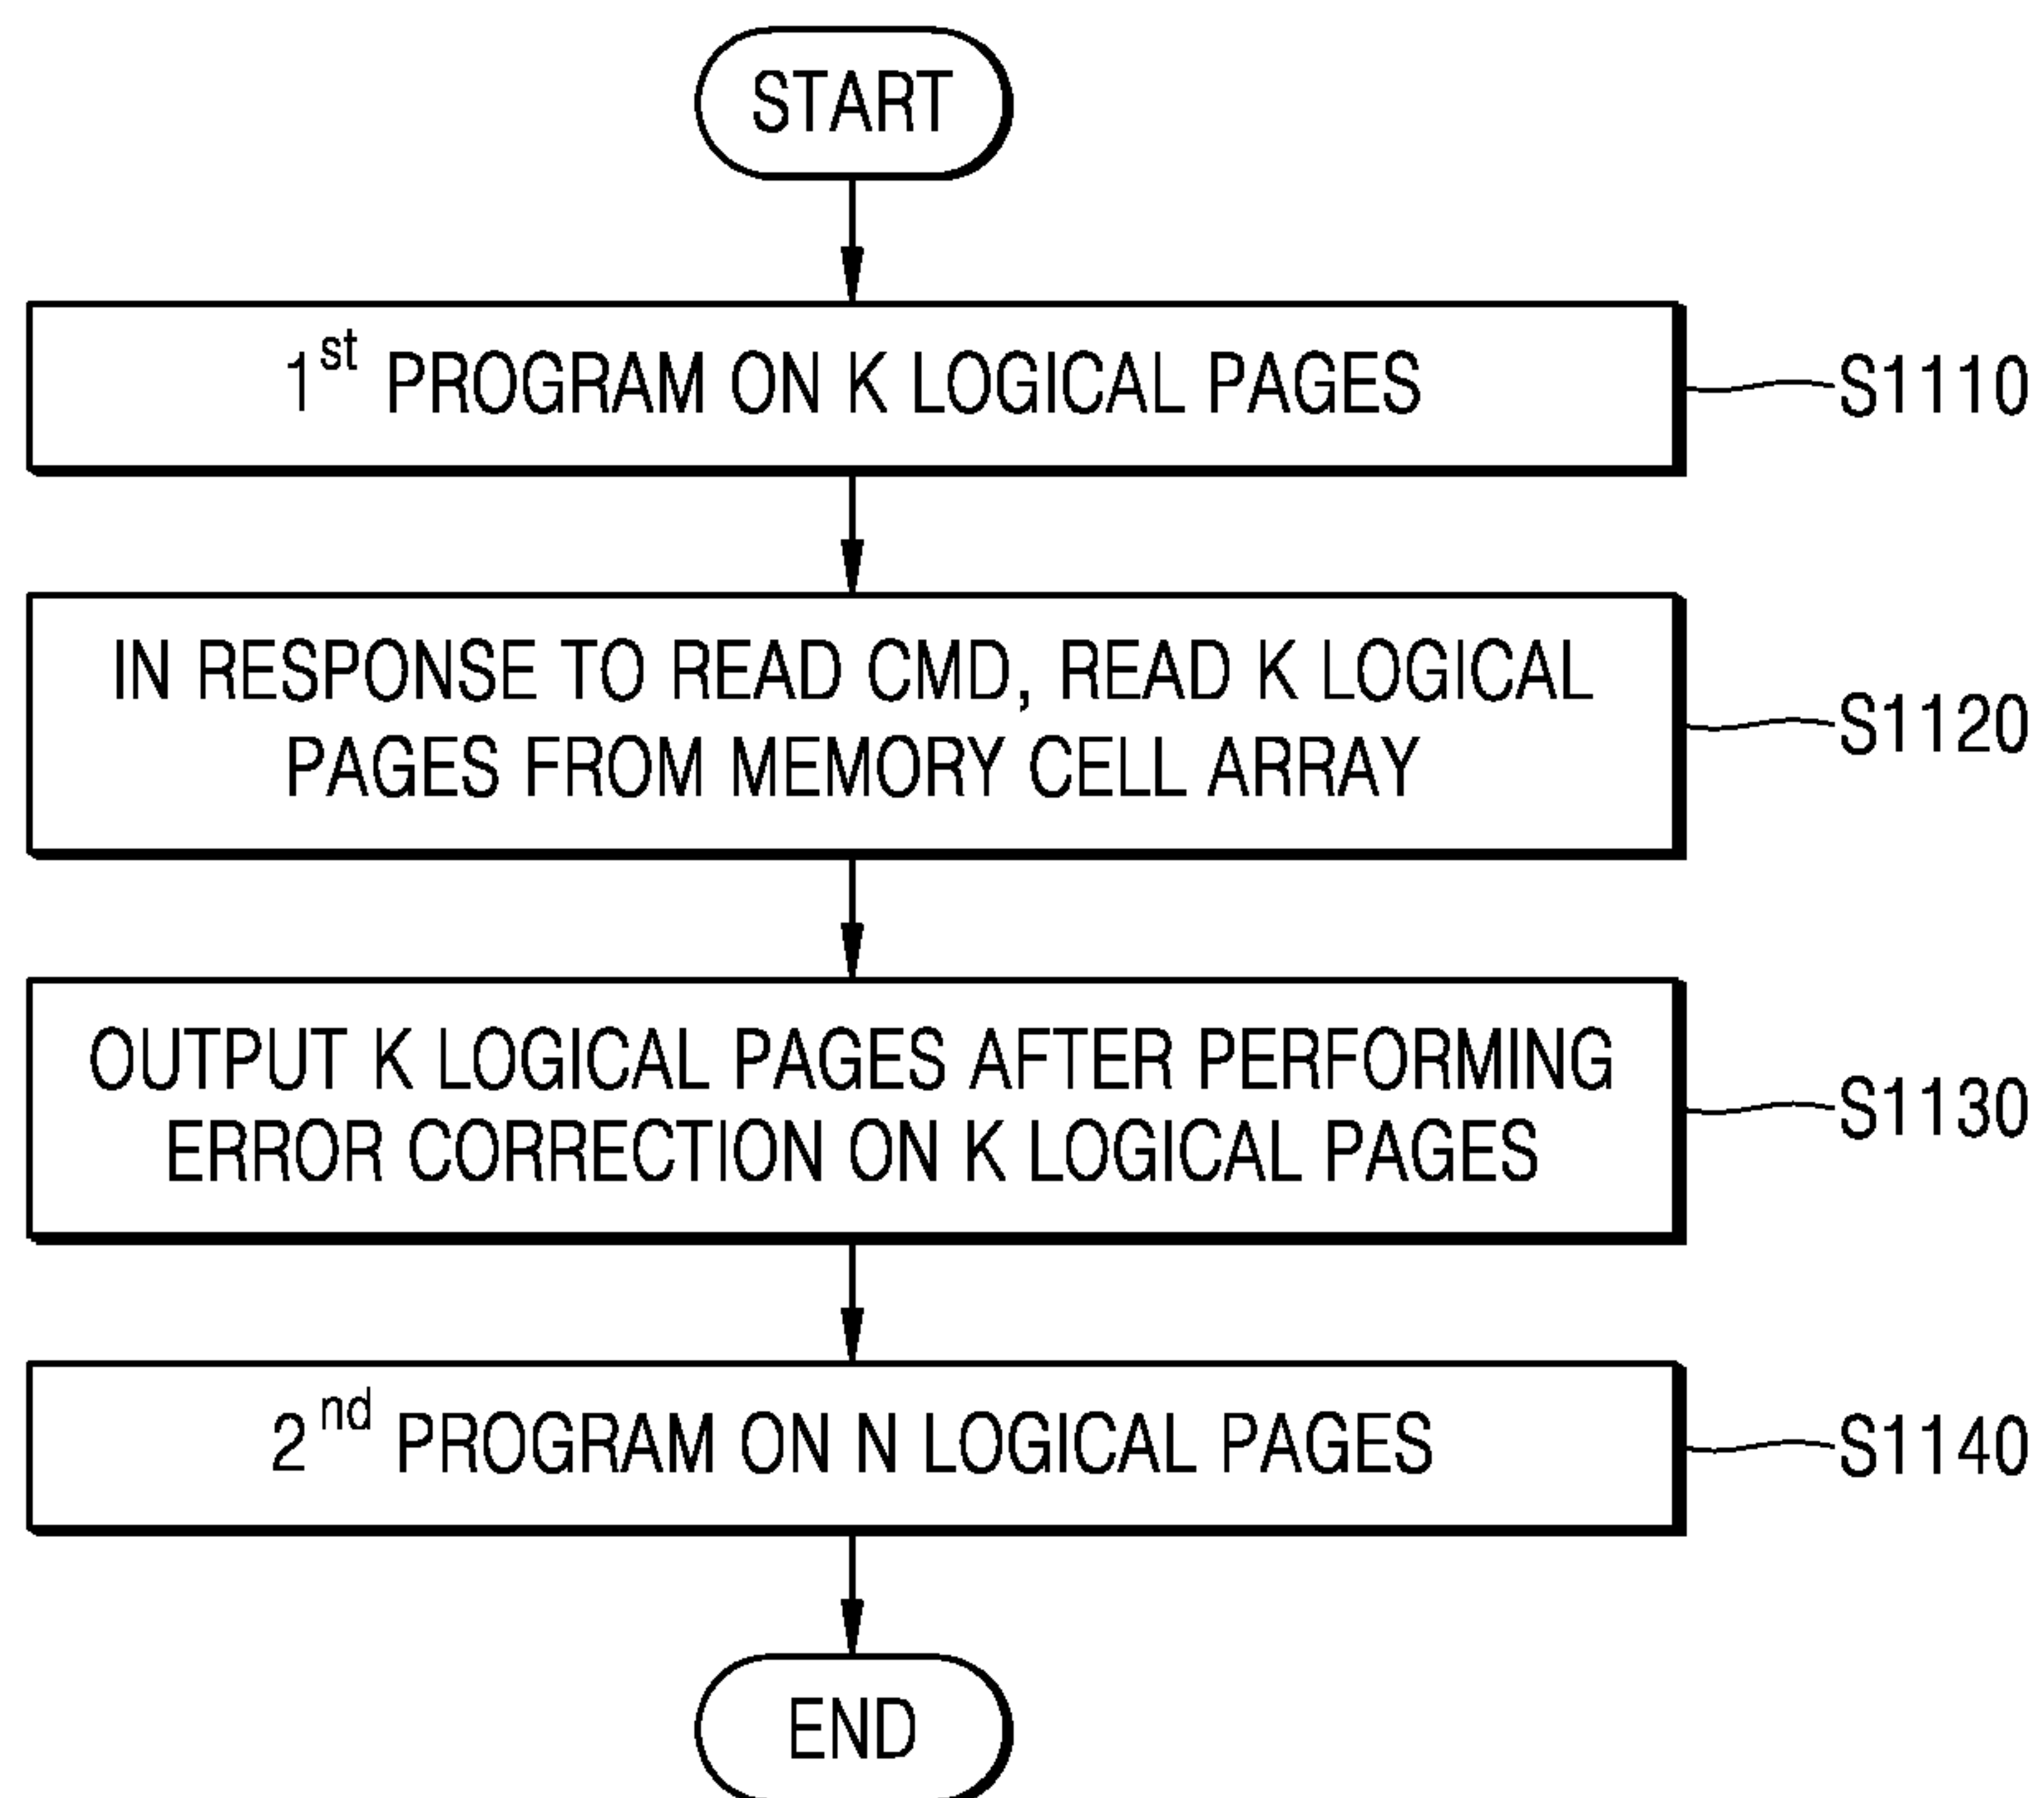 START
1st PROGRAM ON K LOGICAL PAGES
S1110
IN RESPONSE TO READ CMD, READ K LOGICAL
PAGES FROM MEMORY CELL ARRAY
S1120
OUTPUT K LOGICAL PAGES AFTER PERFORMING
ERROR CORRECTION ON K LOGICAL PAGES
S1130
2nd PROGRAM ON N LOGICAL PAGES
S1140
END